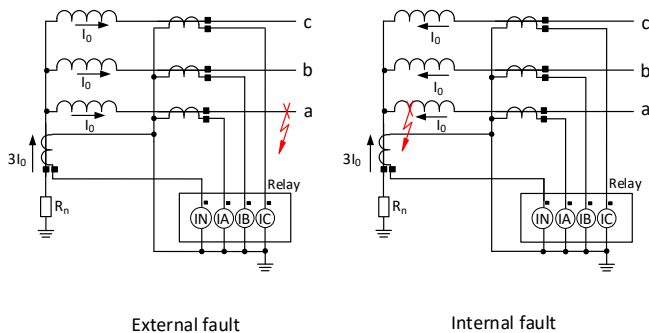 c
I0
b
I0
a
I0
3I0
Relay
Rn
IN IA IB IC
External fault
c
I0
b
I0
a
I0
3I0
Relay
Rn
IN IA IB IC
Internal fault